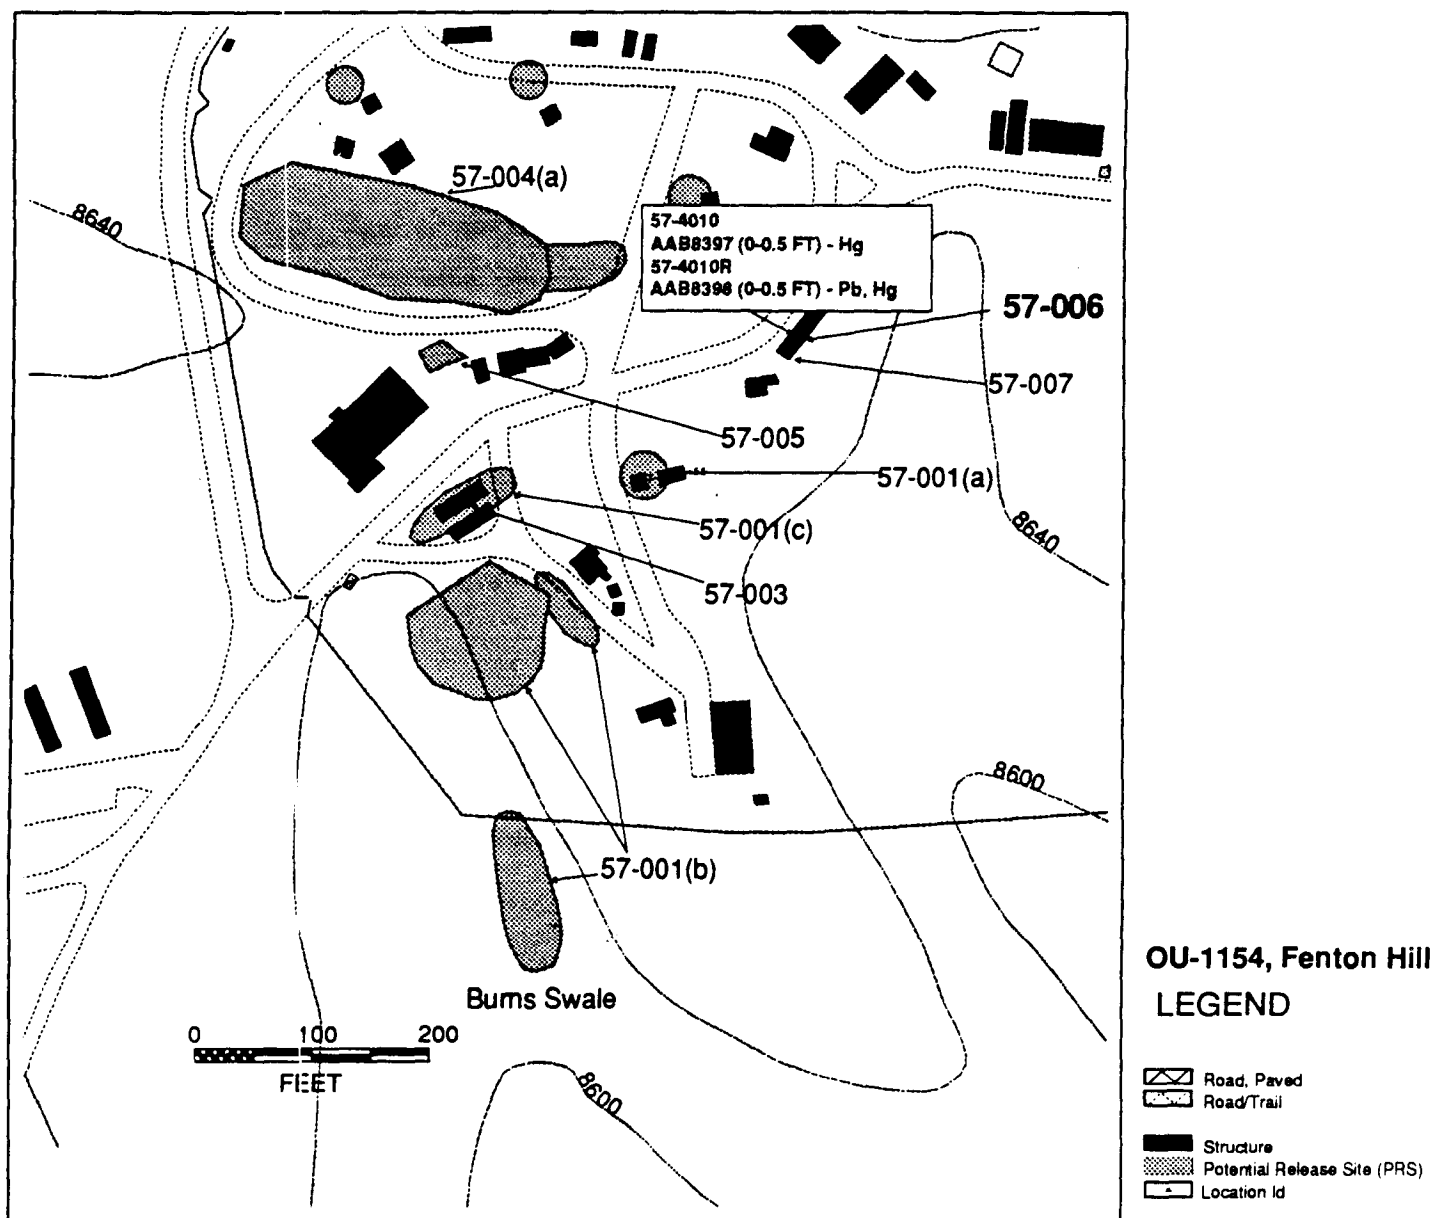 57-004(a)
8640
57-4010
AAB8397 (0-0.5 FT) - Hg
57-4010R
AAB8398 (0-0.5 FT) - Pb, Hg
57-006
57-007
57-005
57-001(a)
57-001(c)
8640
57-003
8600
57-001(b)
Burns Swale
0 100 200
FEET
8600
OU-1154, Fenton Hill
LEGEND
Road, Paved
Road/Trail
Structure
Potential Release Site (PRS)
Location Id